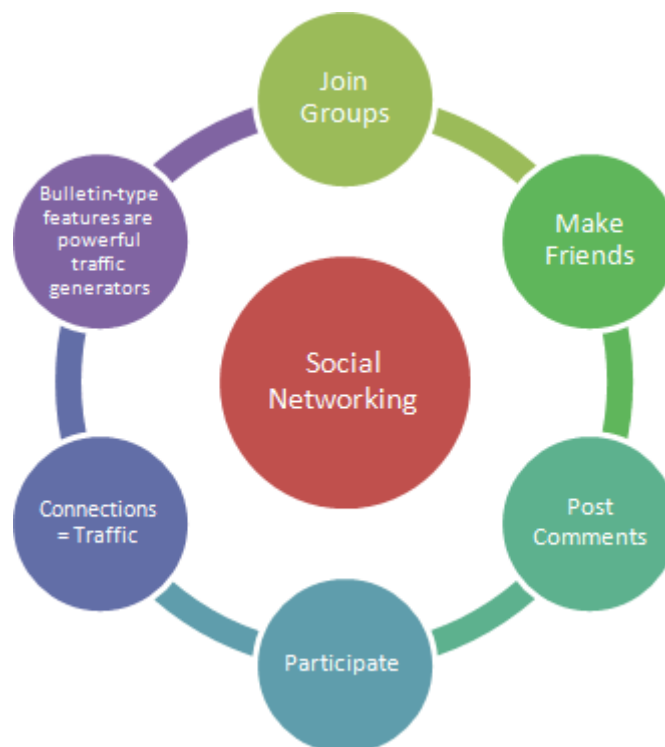 Join
Groups
Make
Friends
Post
Comments
Participate
Connections
= Traffic
Bulletin-type
features are
powerful
traffic
generators
Social
Networking